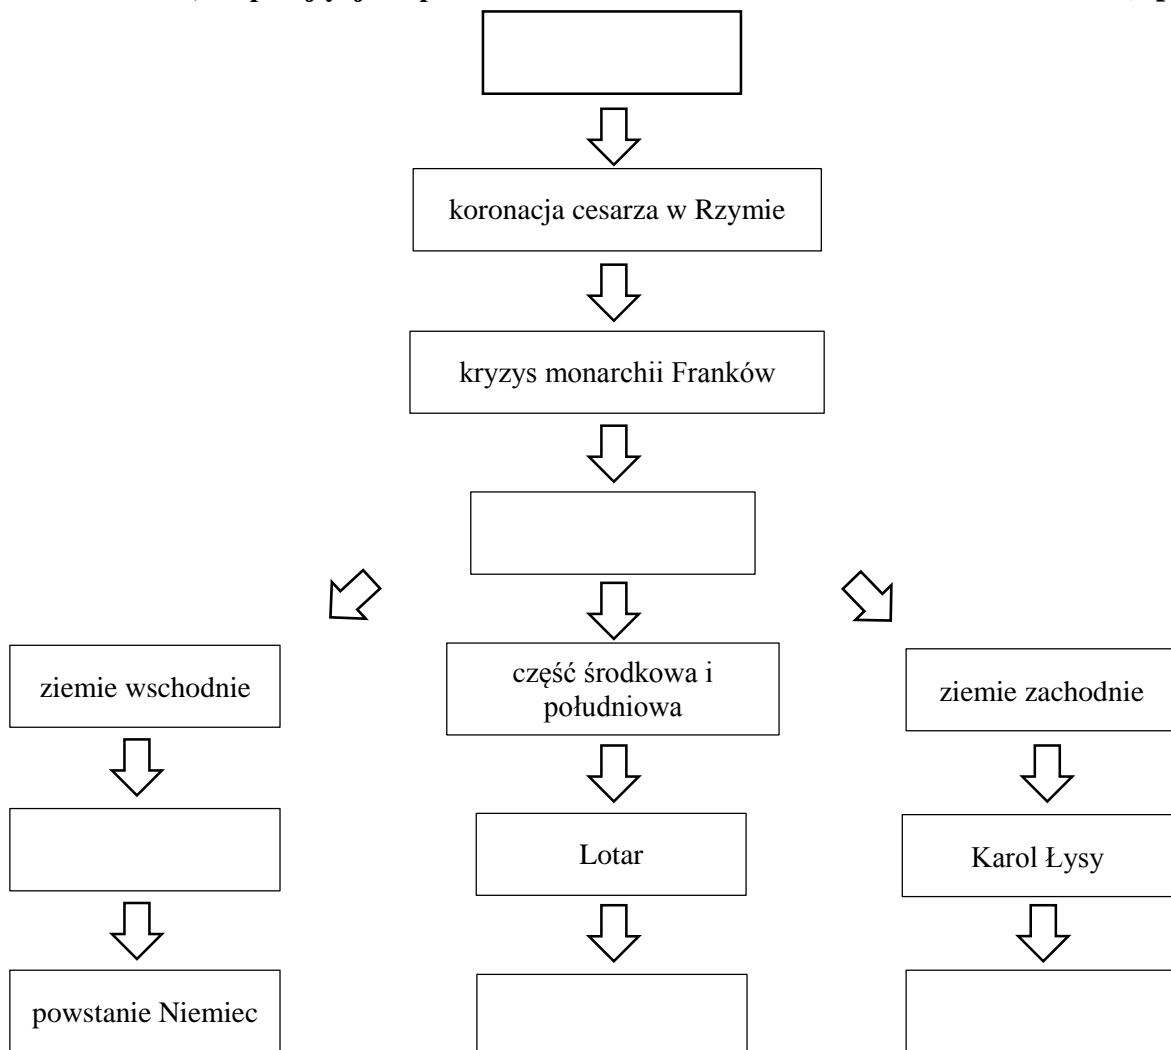 koronacja cesarza w Rzymie
kryzys monarchii Franków
ziemie wschodnie
część środkowa i
południowa
ziemie zachodnie
Lotar
Karol Łysy
powstanie Niemiec